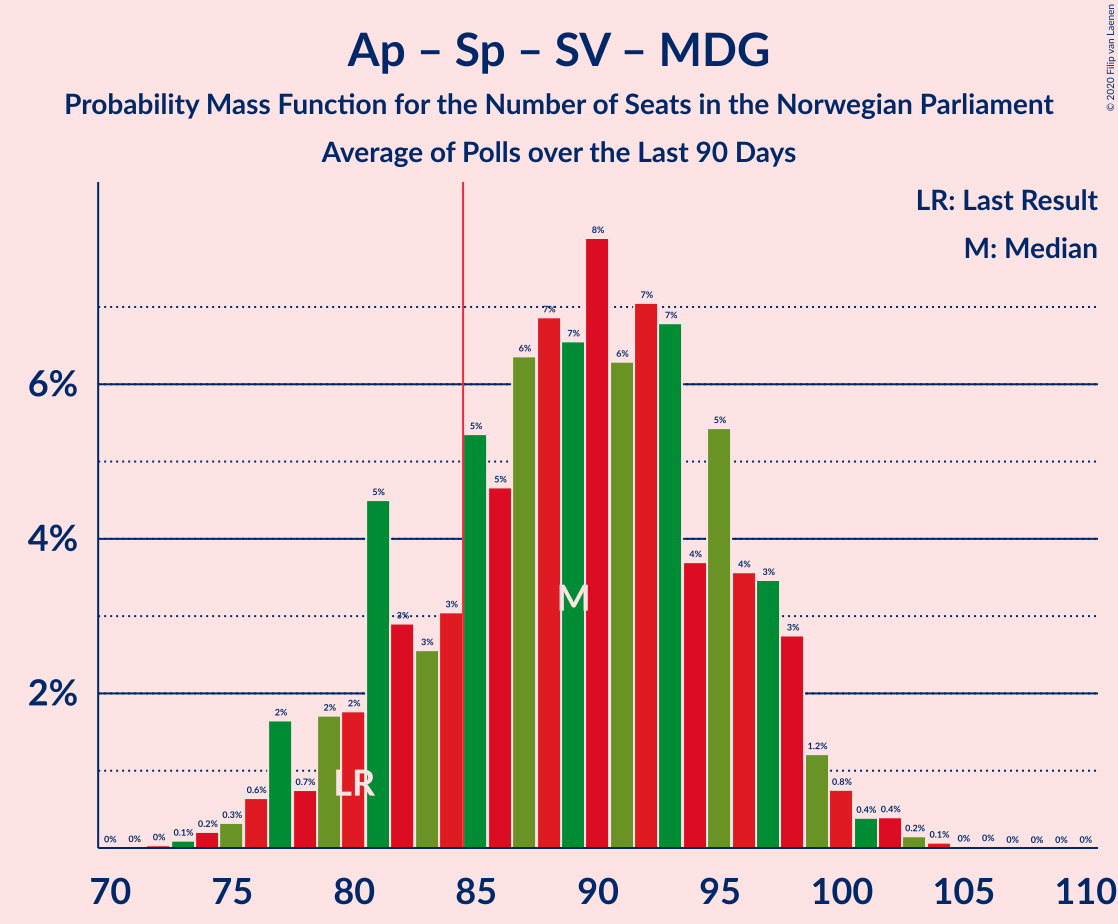 Ap – Sp – SV – MDG
Probability Mass Function for the Number of Seats in the Norwegian Parliament
Average of Polls over the Last 90 Days
© 2020 Filip van Laenen
LR: Last Result
M: Median
6%
4%
2%
0% 0% 0% 0.1% 0.2% 0.3% 0.6% 2% 0.7% 2% 2% 5% 3% 3% 3% 5% 5% 6% 7% 7% 8% 6% 7% 7% 4% 5% 4% 3% 3% 1.2% 0.8% 0.4% 0.4% 0.2% 0.1% 0% 0% 0% 0% 0% 0%
LR
M
70 75 80 85 90 95 100 105 110